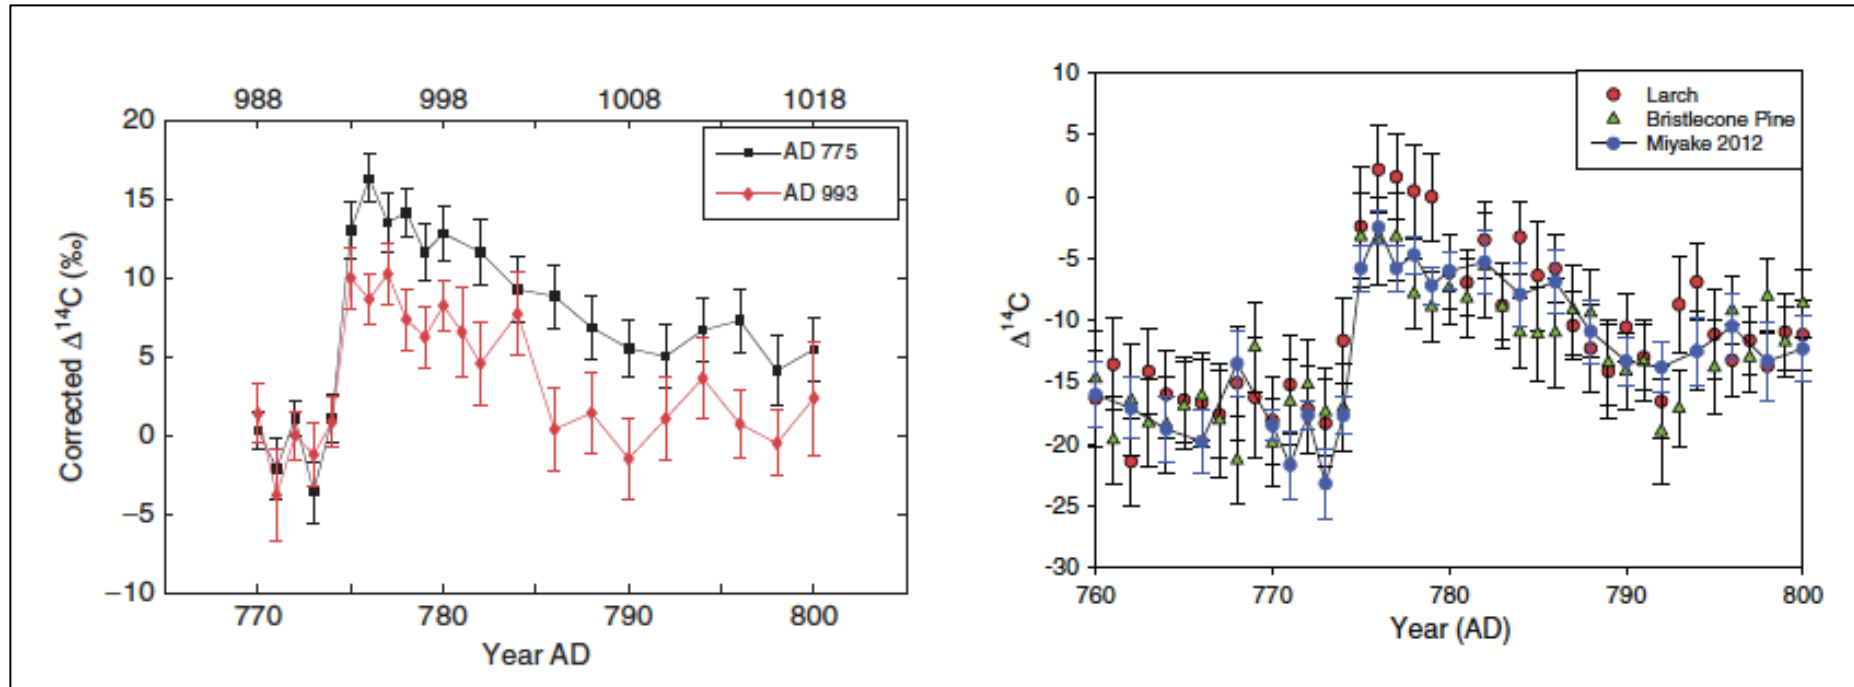 988 998 1008 1018
20
15
10
5
0
−5
−10
Corrected Δ ¹⁴C (‰)
AD 775
AD 993
770 780 790 800
Year AD
10
5
0
-5
-10
-15
-20
-25
-30
Δ¹⁴C
Larch
Bristlecone Pine
Miyake 2012
760 770 780 790 800
Year (AD)